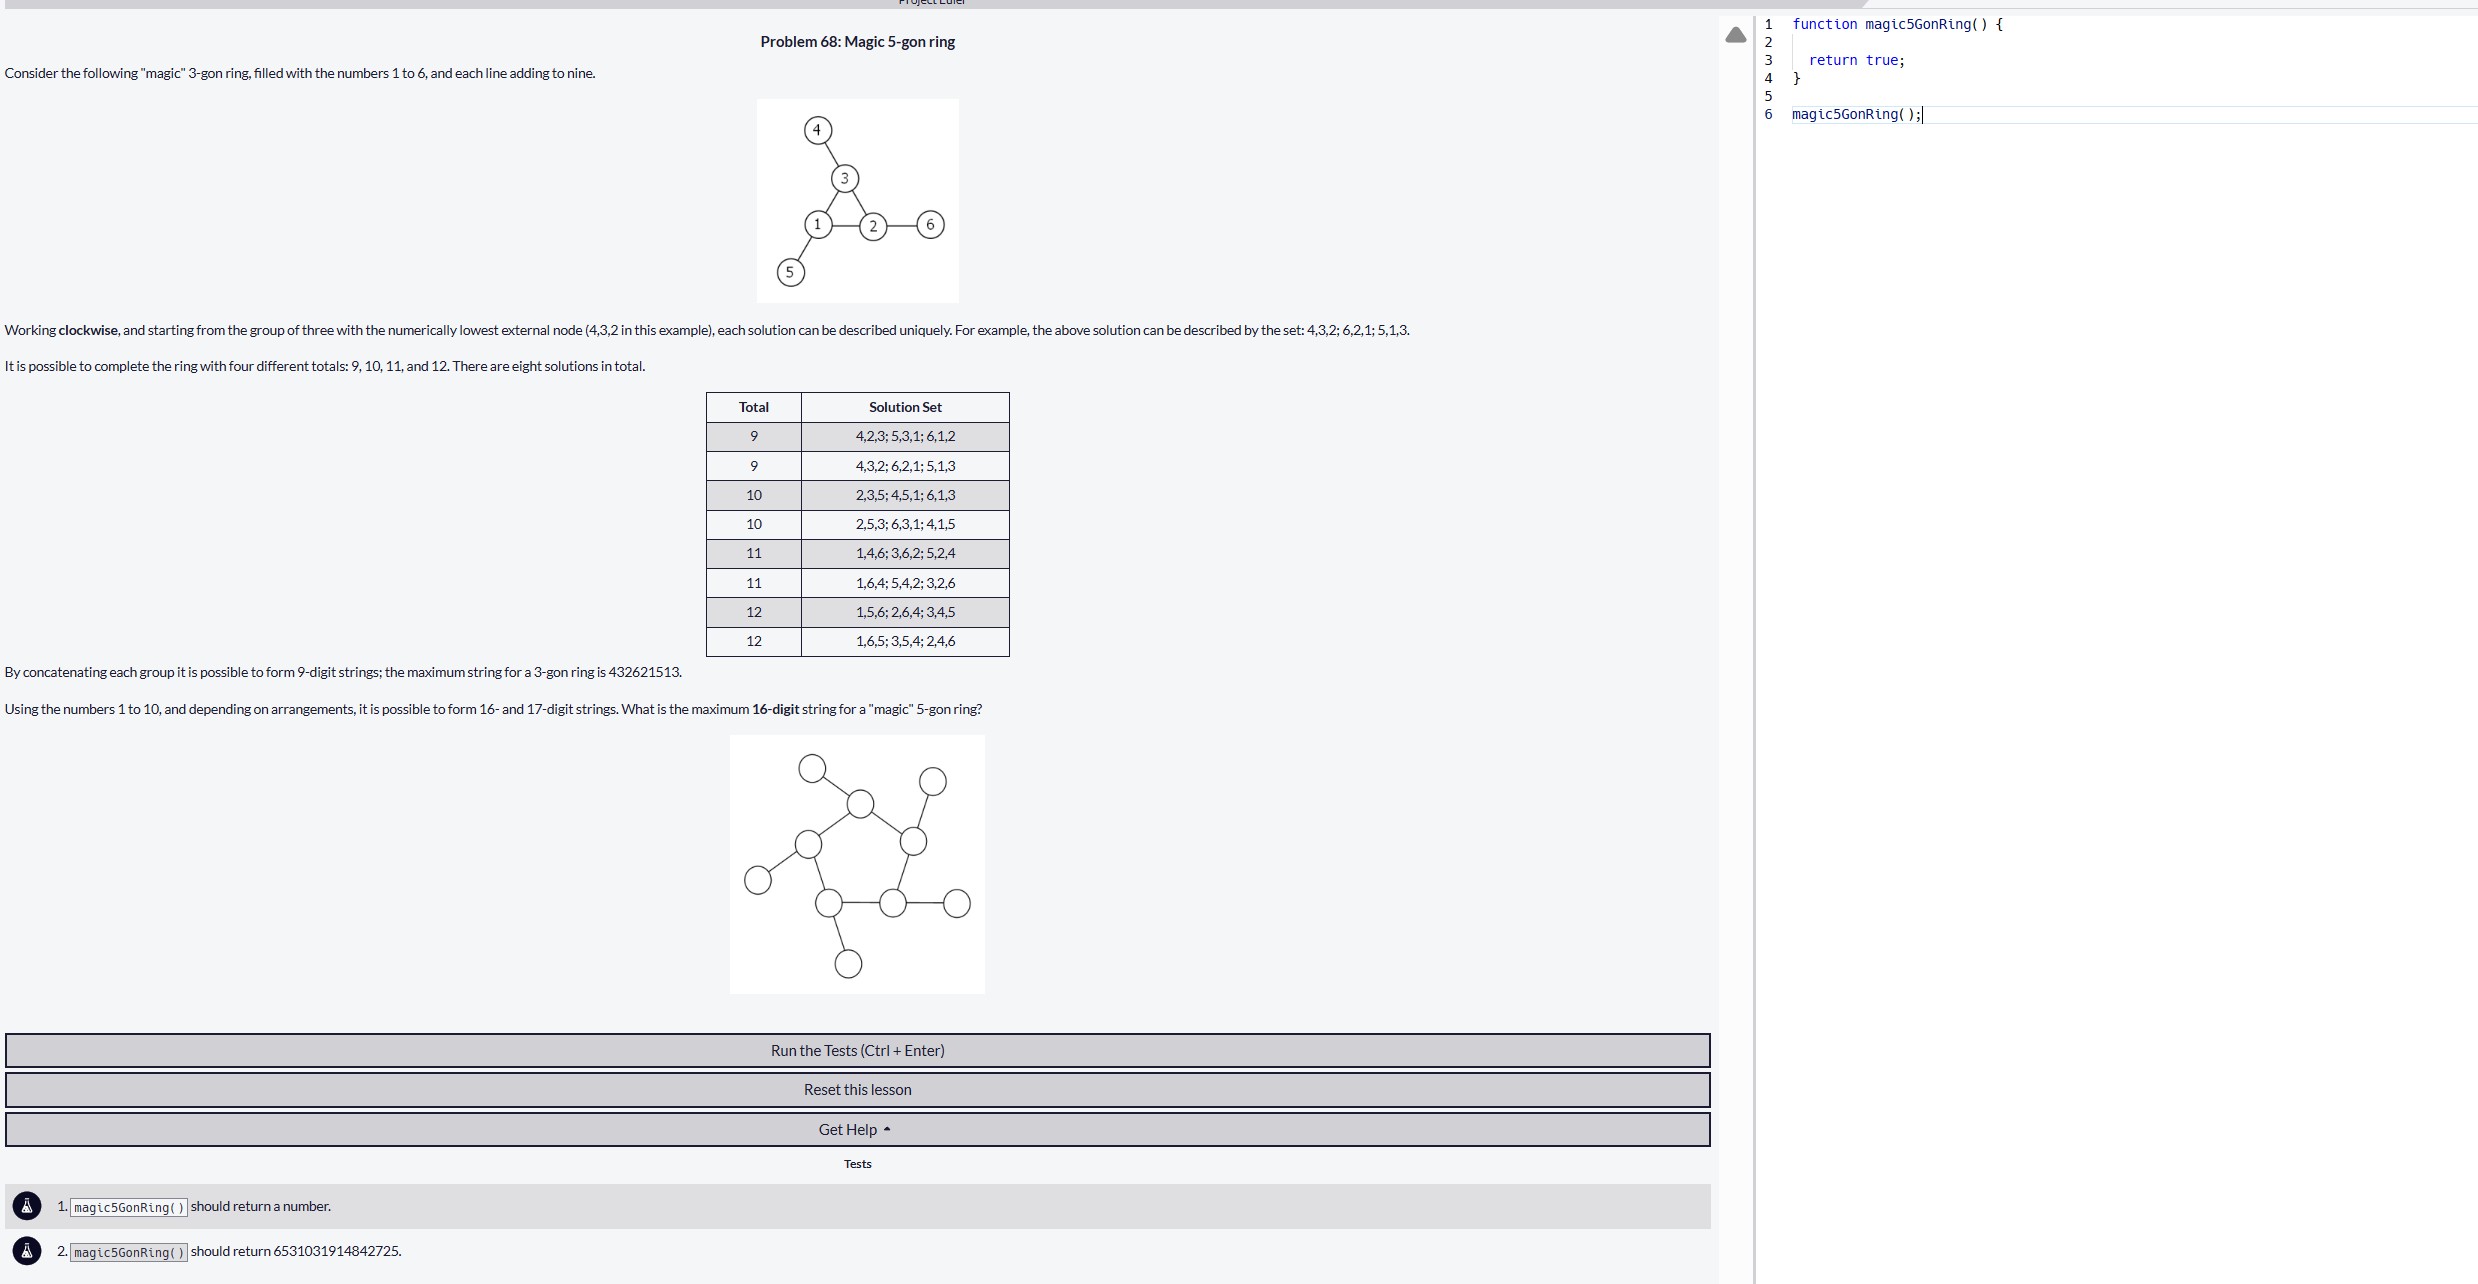 Project Euler
Problem 68: Magic 5-gon ring
Consider the following "magic" 3-gon ring, filled with the numbers 1 to 6, and each line adding to nine.
4
3
1 2 6
5
Working clockwise, and starting from the group of three with the numerically lowest external node (4,3,2 in this example), each solution can be described uniquely. For example, the above solution can be described by the set: 4,3,2; 6,2,1; 5,1,3.
It is possible to complete the ring with four different totals: 9, 10, 11, and 12. There are eight solutions in total.
Total Solution Set
9 4,2,3; 5,3,1; 6,1,2
9 4,3,2; 6,2,1; 5,1,3
10 2,3,5; 4,5,1; 6,1,3
10 2,5,3; 6,3,1; 4,1,5
11 1,4,6; 3,6,2; 5,2,4
11 1,6,4; 5,4,2; 3,2,6
12 1,5,6; 2,6,4; 3,4,5
12 1,6,5; 3,5,4; 2,4,6
By concatenating each group it is possible to form 9-digit strings; the maximum string for a 3-gon ring is 432621513.
Using the numbers 1 to 10, and depending on arrangements, it is possible to form 16- and 17-digit strings. What is the maximum 16-digit string for a "magic" 5-gon ring?
Run the Tests (Ctrl + Enter)
Reset this lesson
Get Help
Tests
1. magic5GonRing() should return a number.
2. magic5GonRing() should return 6531031914842725.
1 function magic5GonRing() {
2
3 return true;
4 }
5
6 magic5GonRing();